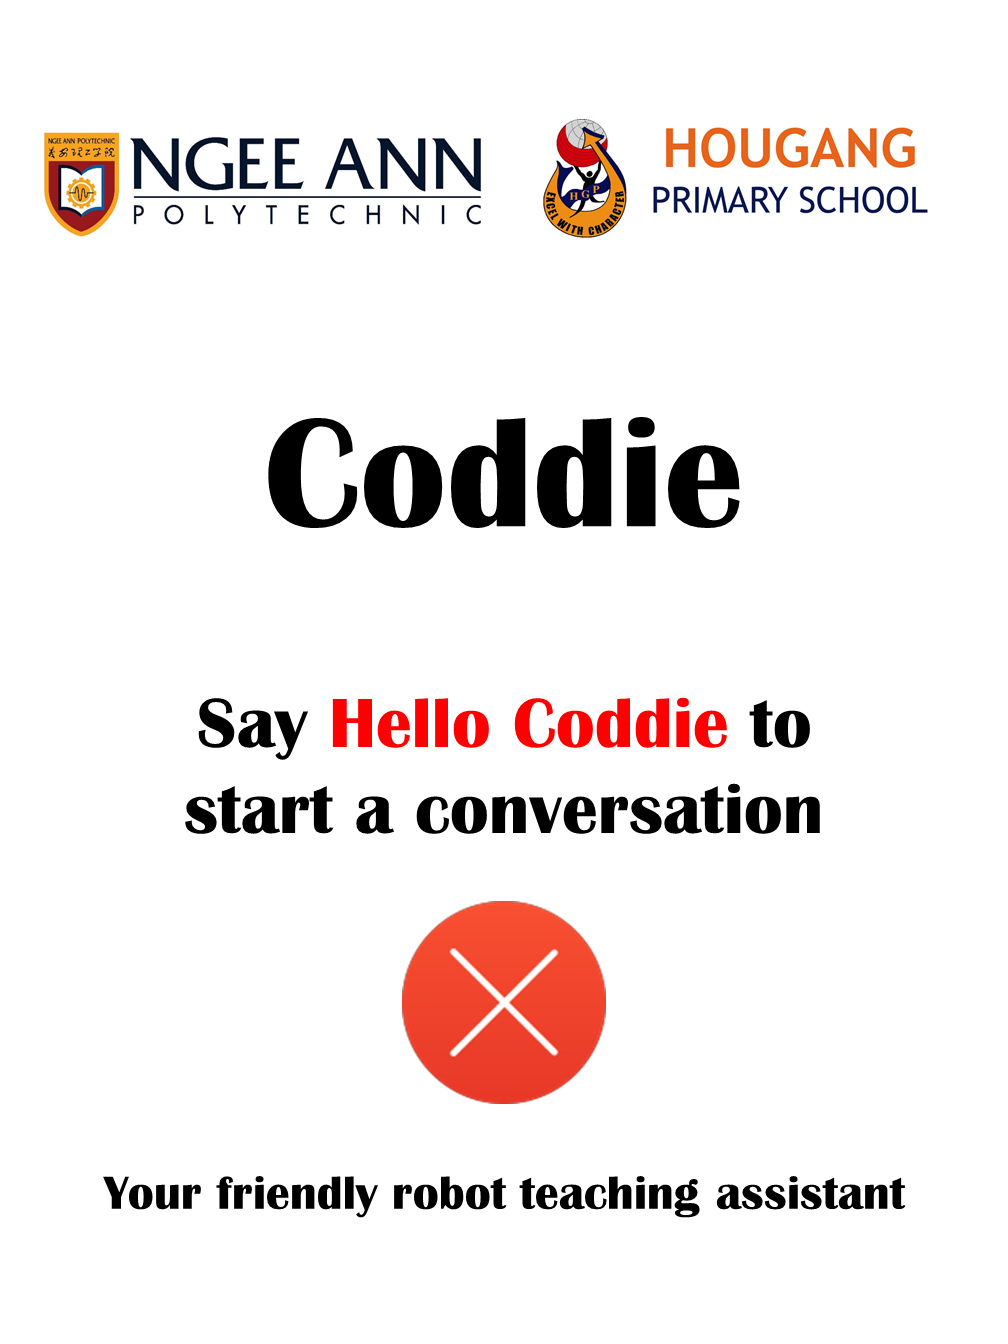 NGEE ANN POLYTECHNIC
NGEE ANN
POLYTECHNIC
HGP
EXCEL WITH CHARACTER
HOUGANG
PRIMARY SCHOOL
Coddie
Say Hello Coddie to
start a conversation
Your friendly robot teaching assistant